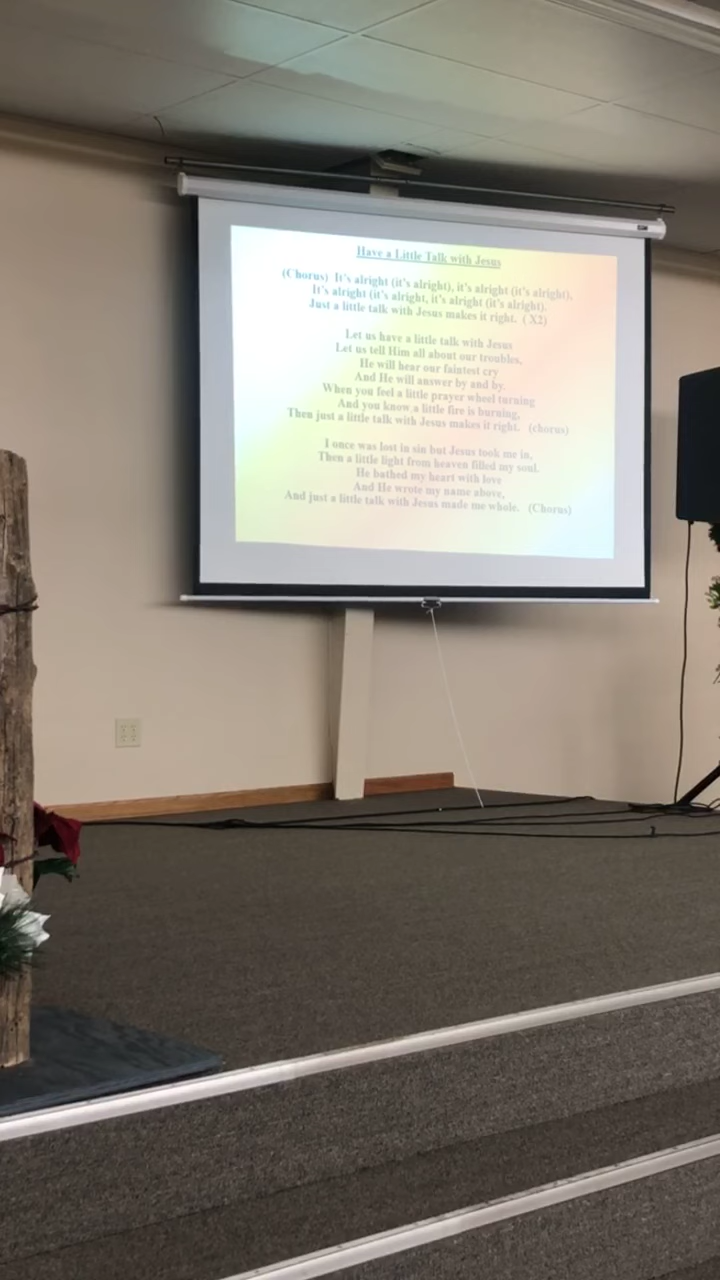 Have a Little Talk with Jesus
(Chorus) It's alright (it's alright), it's alright (it's alright),
It's alright (it's alright, it's alright (it's alright).
Just a little talk with Jesus makes it right. ( X2)
Let us have a little talk with Jesus
Let us tell Him all about our troubles,
He will hear our faintest cry
And He will answer by and by.
When you feel a little prayer wheel turning
And you know a little fire is burning,
Then just a little talk with Jesus makes it right. (chorus)
I once was lost in sin but Jesus took me in,
Then a little light from heaven filled my soul.
He bathed my heart with love
And He wrote my name above,
And just a little talk with Jesus made me whole. (Chorus)